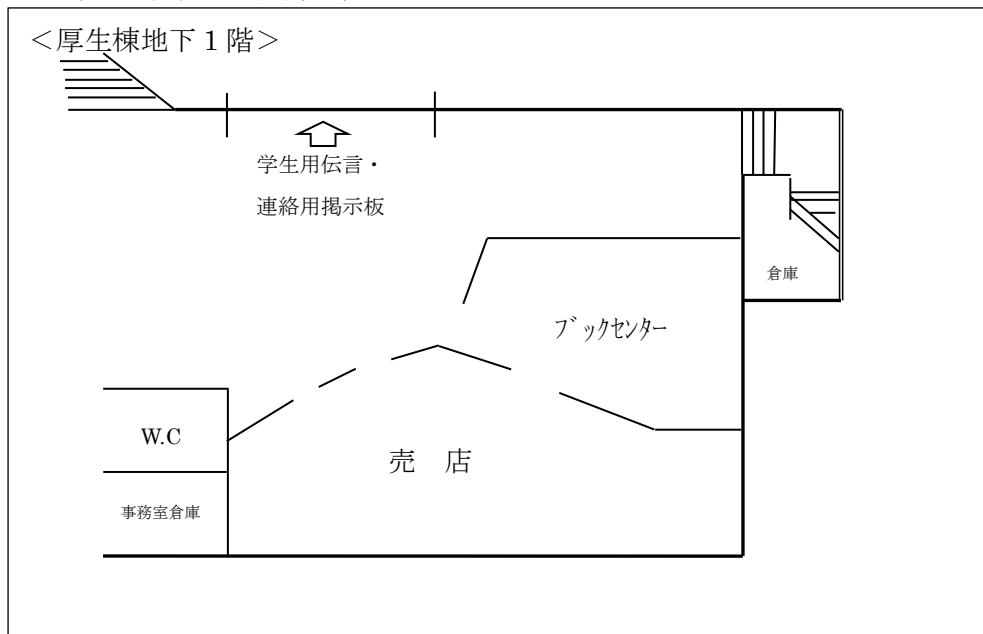 ＜厚生棟地下１階＞
学生用伝言・
連絡用掲示板
倉庫
ﾌﾞｯｸｾﾝﾀｰ
W.C
売　店
事務室倉庫